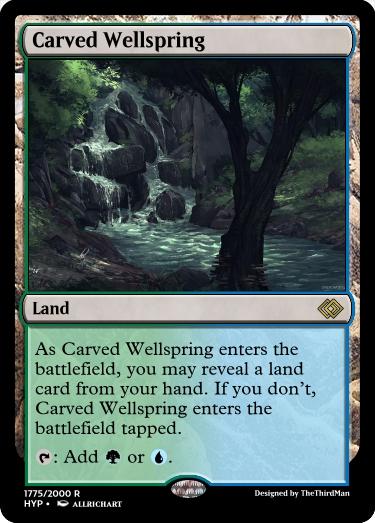 Carved Wellspring
Land
As Carved Wellspring enters the
battlefield, you may reveal a land
card from your hand. If you don't,
Carved Wellspring enters the
battlefield tapped.
: Add or .
1775/2000 R
HYP • ALLRICHART
Designed by TheThirdMan